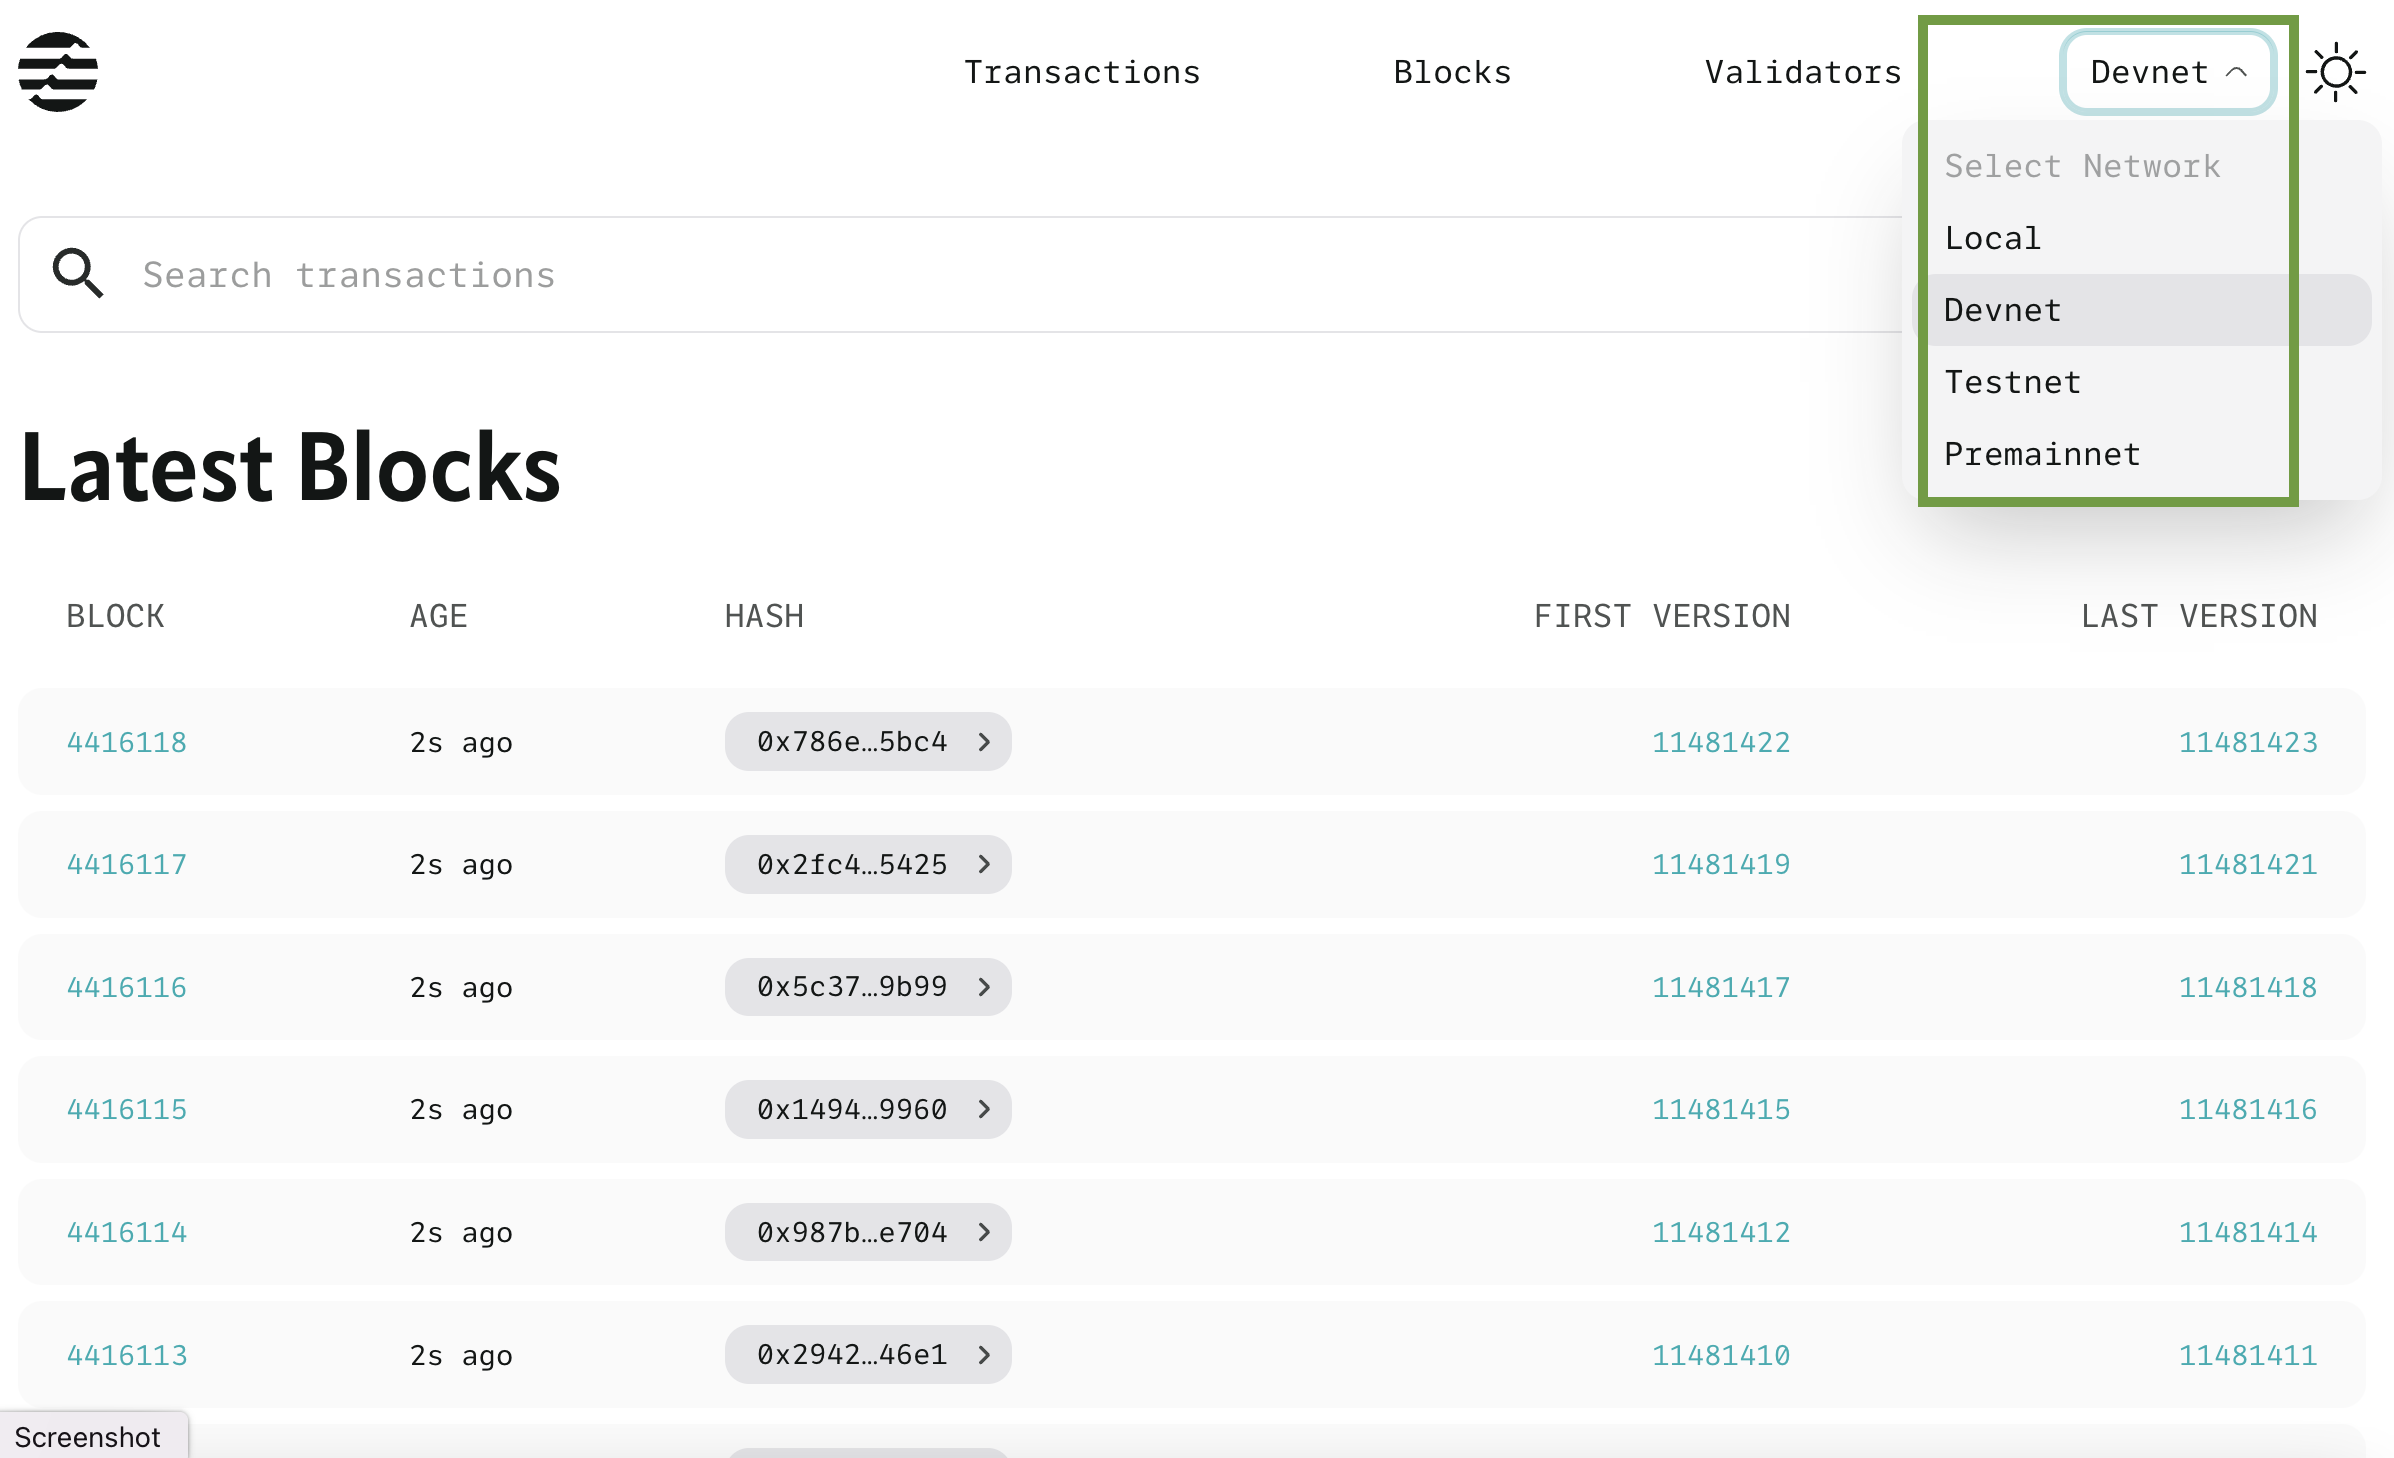 Transactions Blocks Validators Devnet
Select Network
Local
Devnet
Testnet
Premainnet
Search transactions
Latest Blocks
BLOCK AGE HASH FIRST VERSION LAST VERSION
4416118 2s ago 0x786e…5bc4 11481422 11481423
4416117 2s ago 0x2fc4…5425 11481419 11481421
4416116 2s ago 0x5c37…9b99 11481417 11481418
4416115 2s ago 0x1494…9960 11481415 11481416
4416114 2s ago 0x987b…e704 11481412 11481414
4416113 2s ago 0x2942…46e1 11481410 11481411
Screenshot